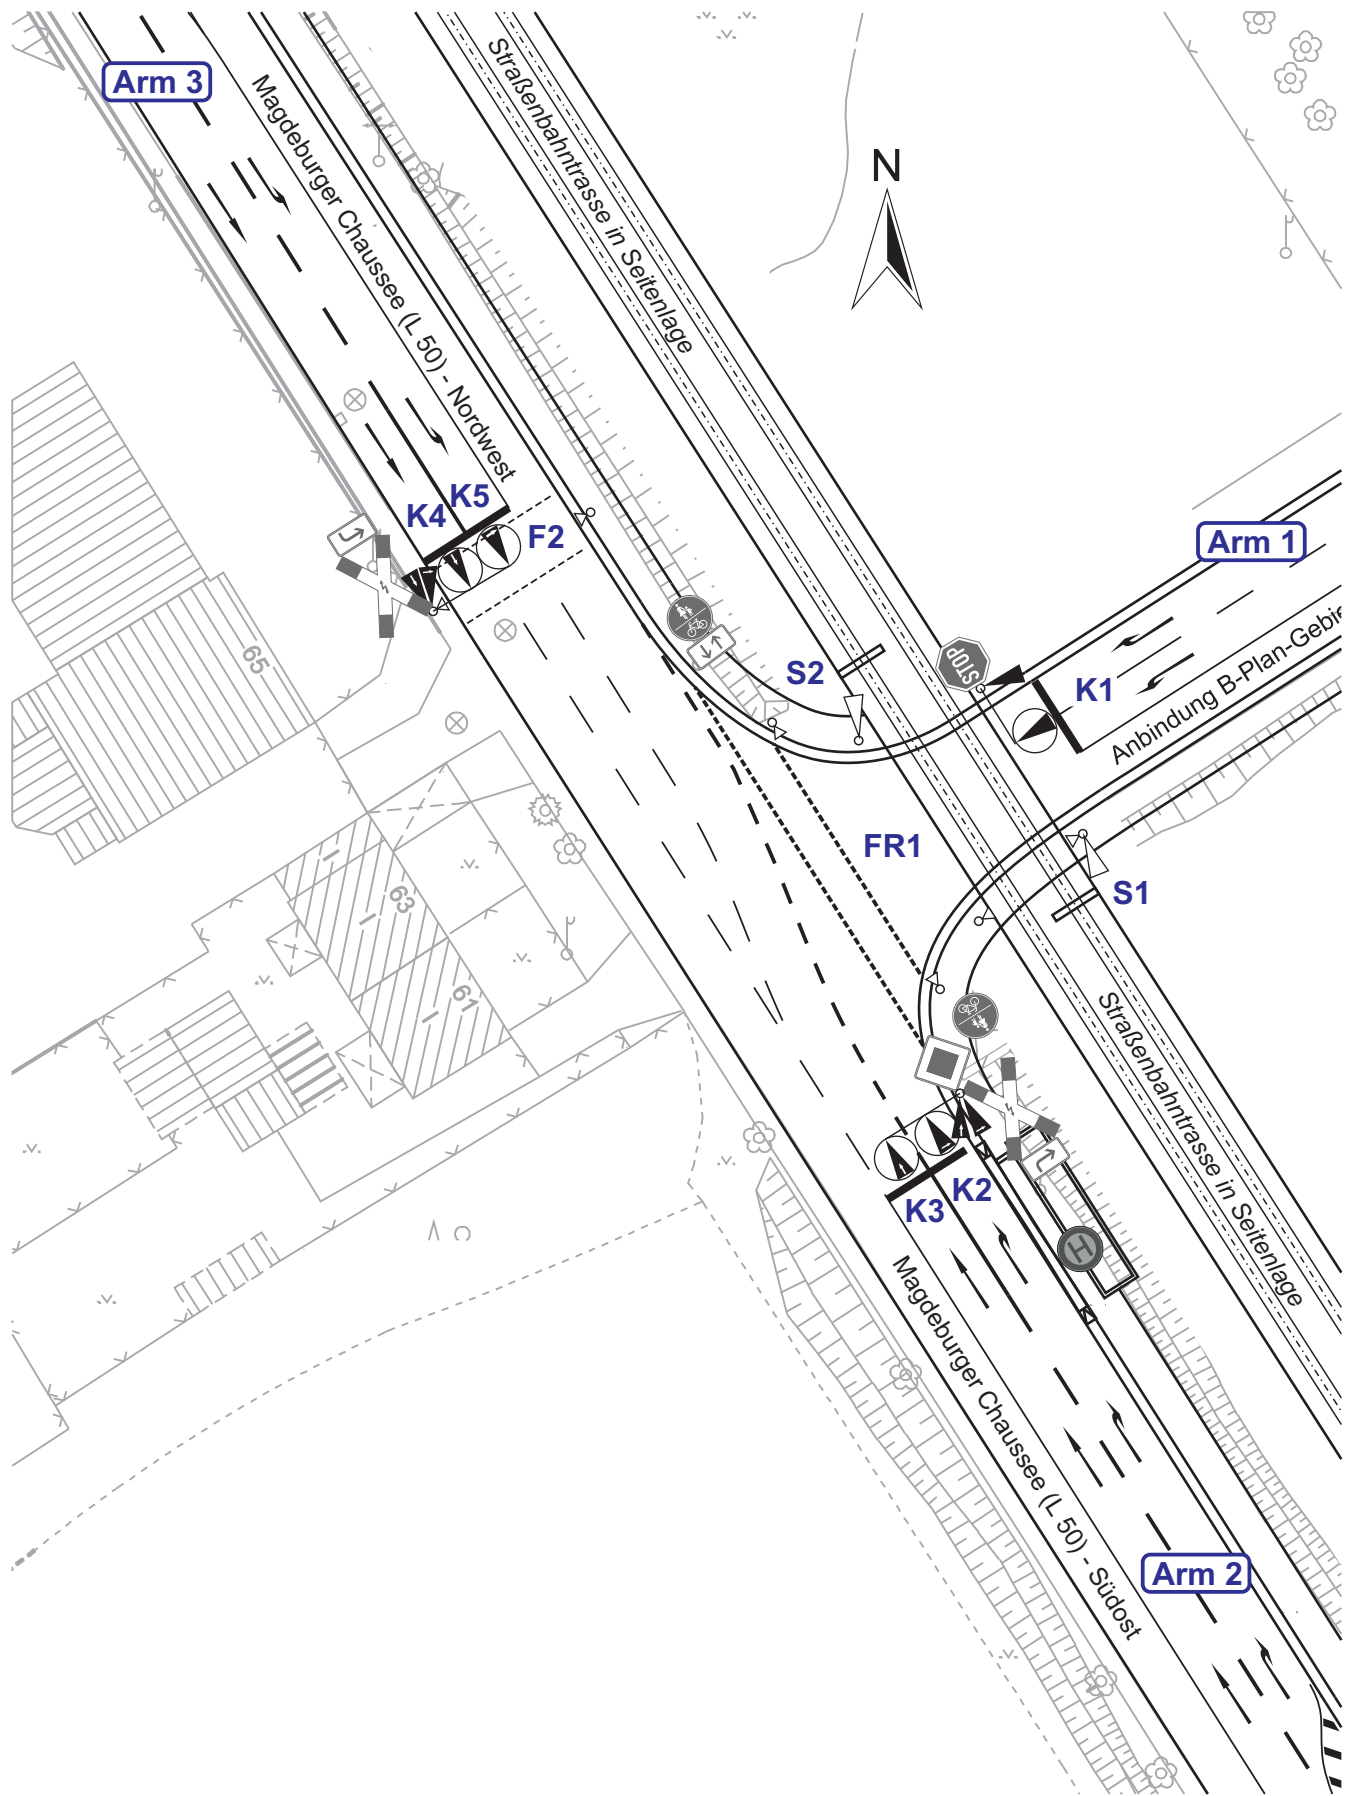 Arm 3
Magdeburger Chaussee (L 50) - Nordwest
Straßenbahntrasse in Seitenlage
N
K4
K5
F2
Arm 1
S2
STOP
K1
Anbindung B-Plan-Gebie
65
FR1
S1
63
61
Straßenbahntrasse in Seitenlage
K3
K2
H
Magdeburger Chaussee (L 50) - Südost
Arm 2